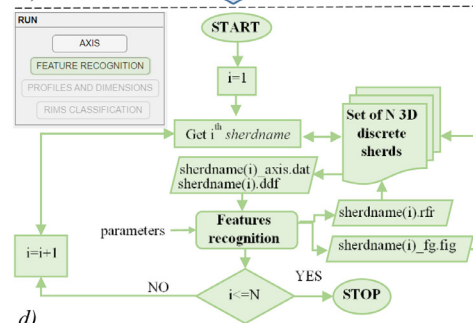 RUN
AXIS
FEATURE RECOGNITION
PROFILES AND DIMENSIONS
RIMS CLASSIFICATION
START
i=1
Get ith sherdname
Set of N 3D
discrete
sherds
sherdname(i)_axis.dat
sherdname(i).ddf
parameters
Features
recognition
sherdname(i).rfr
sherdname(i)_fg.fig
i=i+1
NO
i<=N
YES
STOP
d)